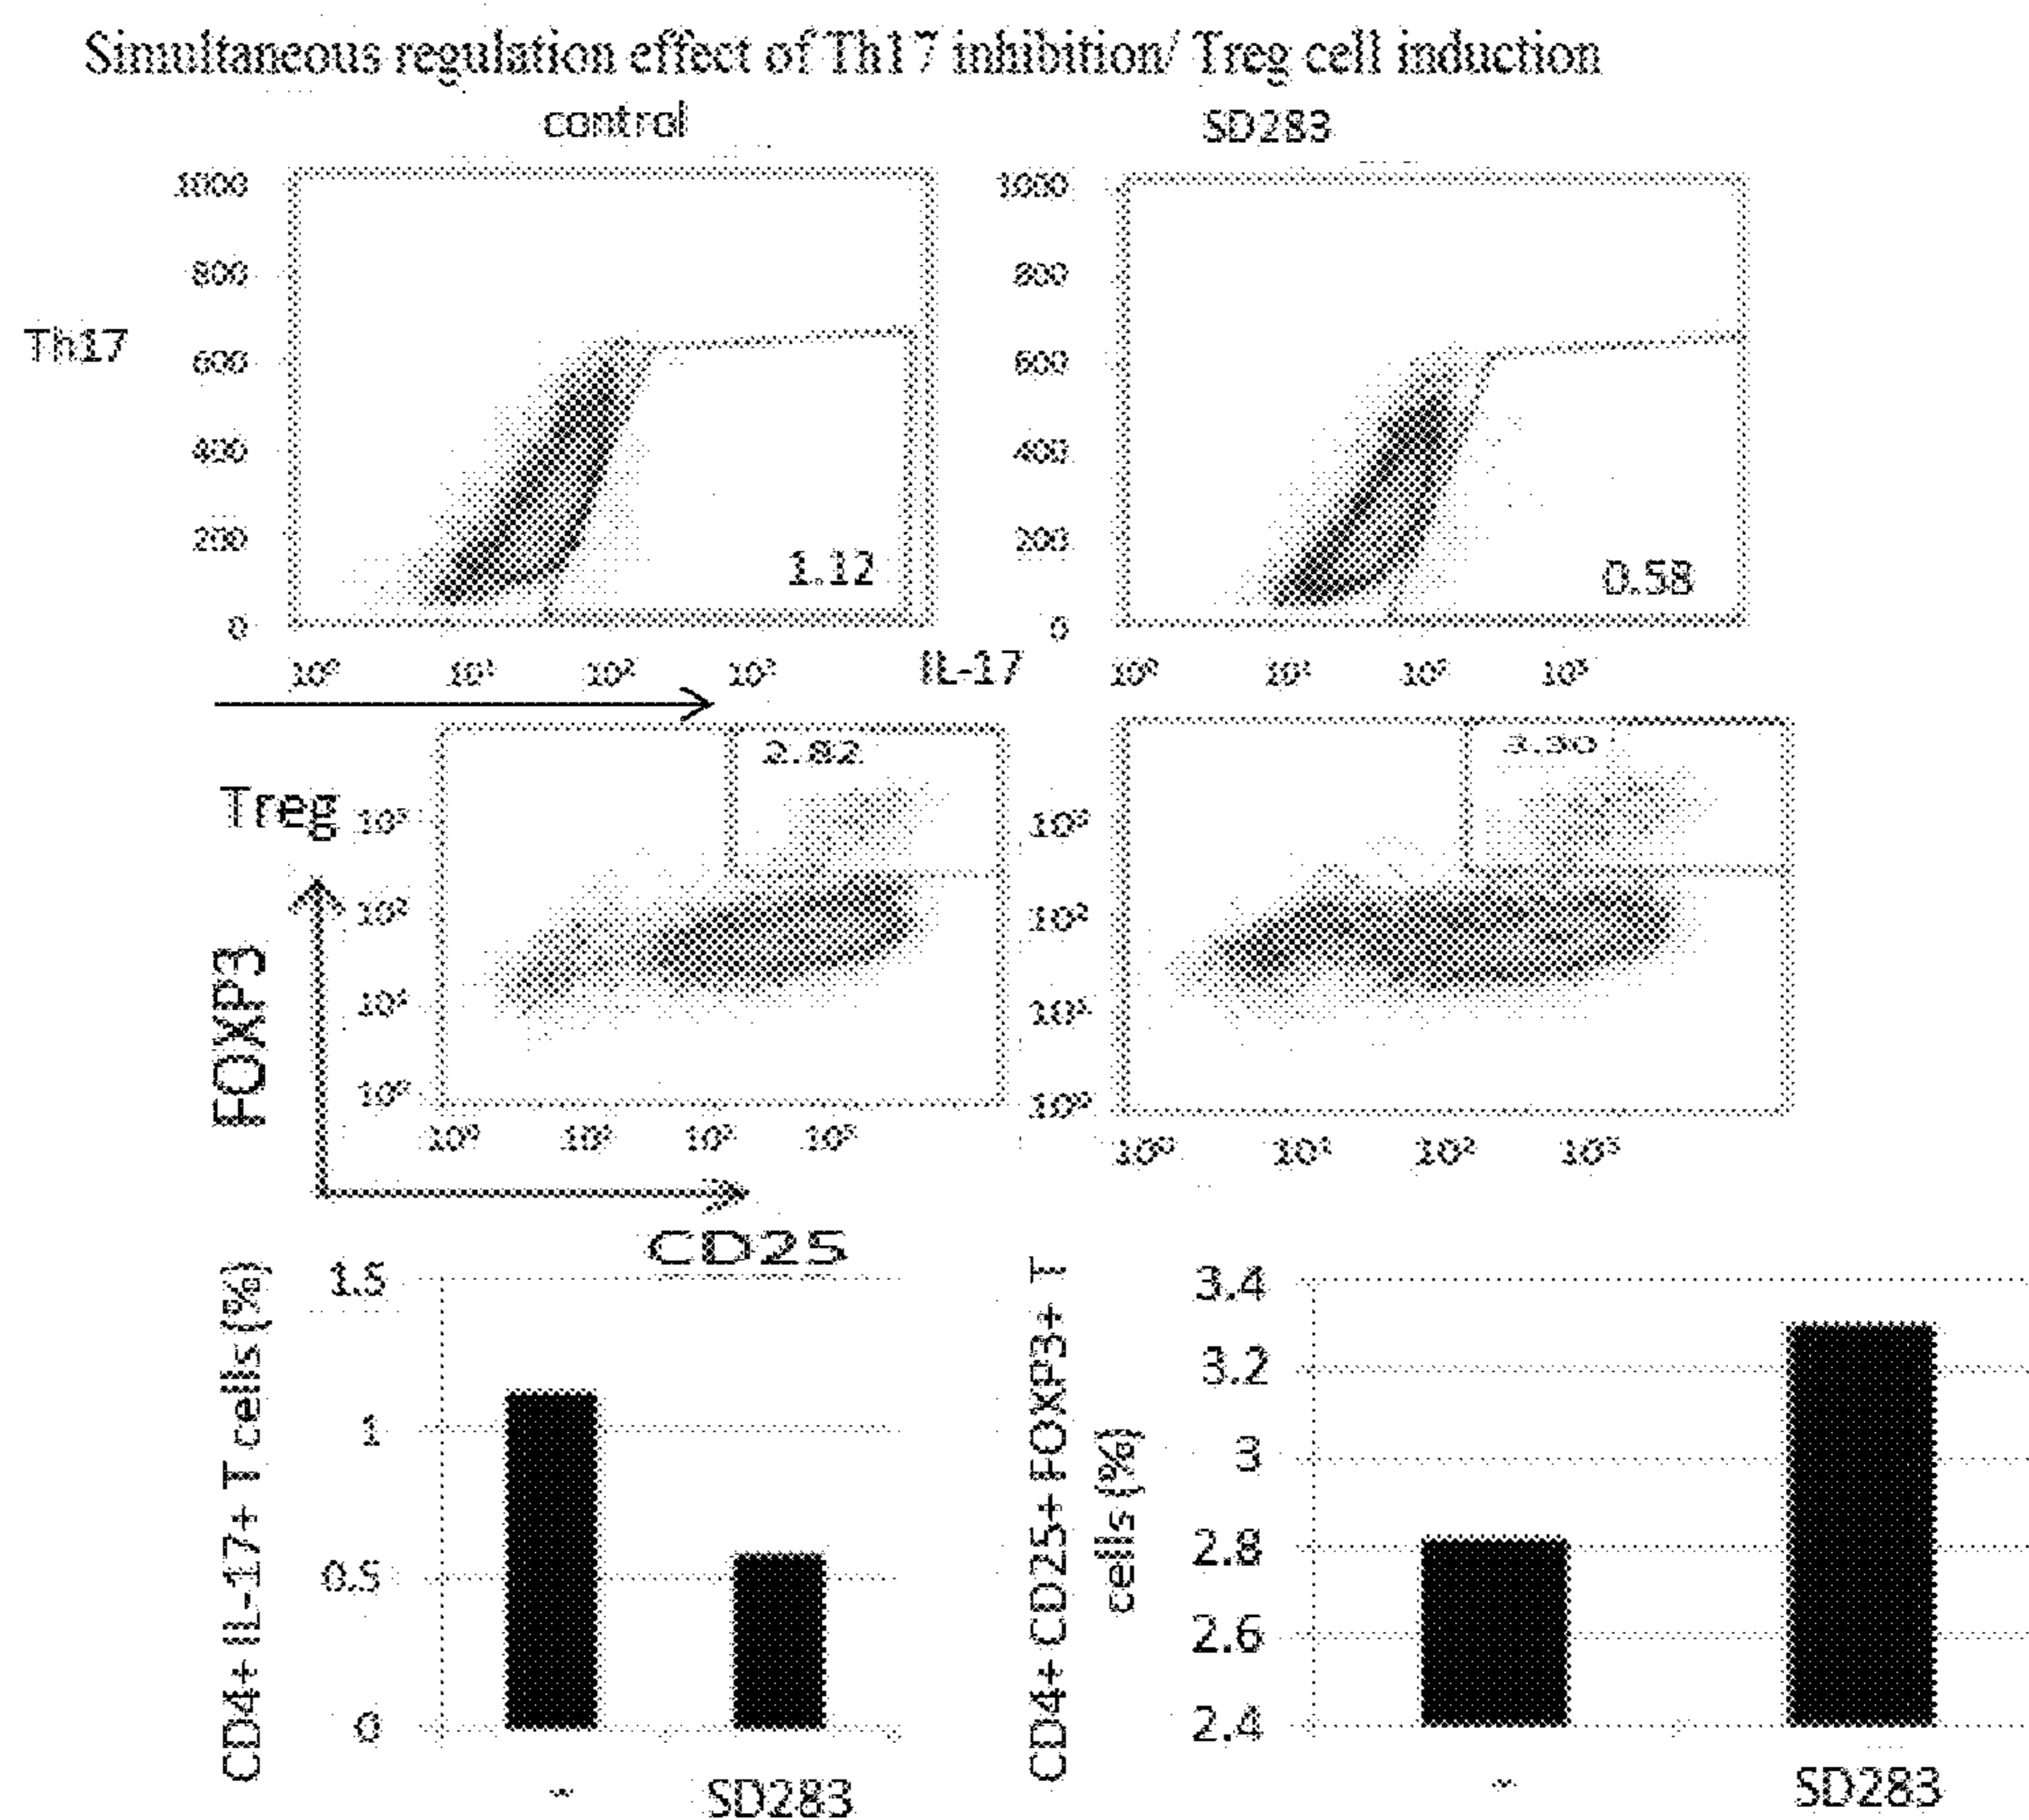 Simultaneous regulation effect of Th17 inhibition/ Treg cell induction
control
SD283
Th17
1000
800
600
400
200
0
1.12
10⁰ 10¹ 10² 10³
IL-17
1000
800
600
400
200
0
0.58
10⁰ 10¹ 10² 10³
Treg
FOXP3
10³
10²
10¹
10⁰
2.82
10⁰ 10¹ 10² 10³
CD25
10³
10²
10¹
10⁰
3.30
10⁰ 10¹ 10² 10³
CD4+ IL-17+ T cells (%)
1.5
1
0.5
0
- SD283
CD4+ CD25+ FOXP3+ T
cells (%)
3.4
3.2
3
2.8
2.6
2.4
- SD283